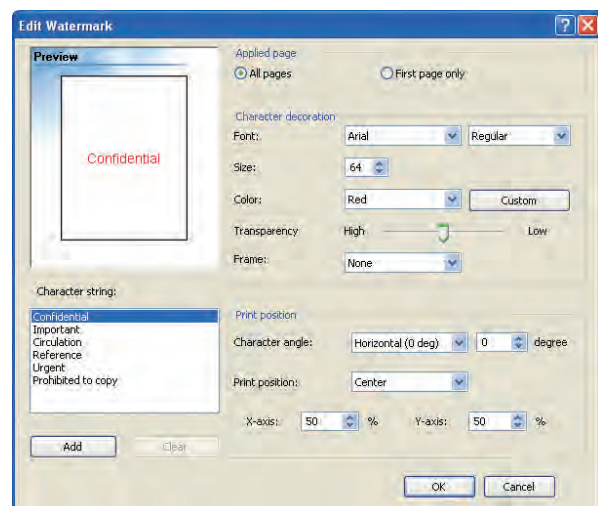 Edit Watermark
Preview
Confidential
Applied page
All pages First page only
Character decoration
Font: Arial Regular
Size: 64
Color: Red Custom
Transparency High Low
Frame: None
Character string:
Confidential
Important
Circulation
Reference
Urgent
Prohibited to copy
Add Clear
Print position
Character angle: Horizontal (0 deg) 0 degree
Print position: Center
X-axis: 50 % Y-axis: 50 %
OK Cancel